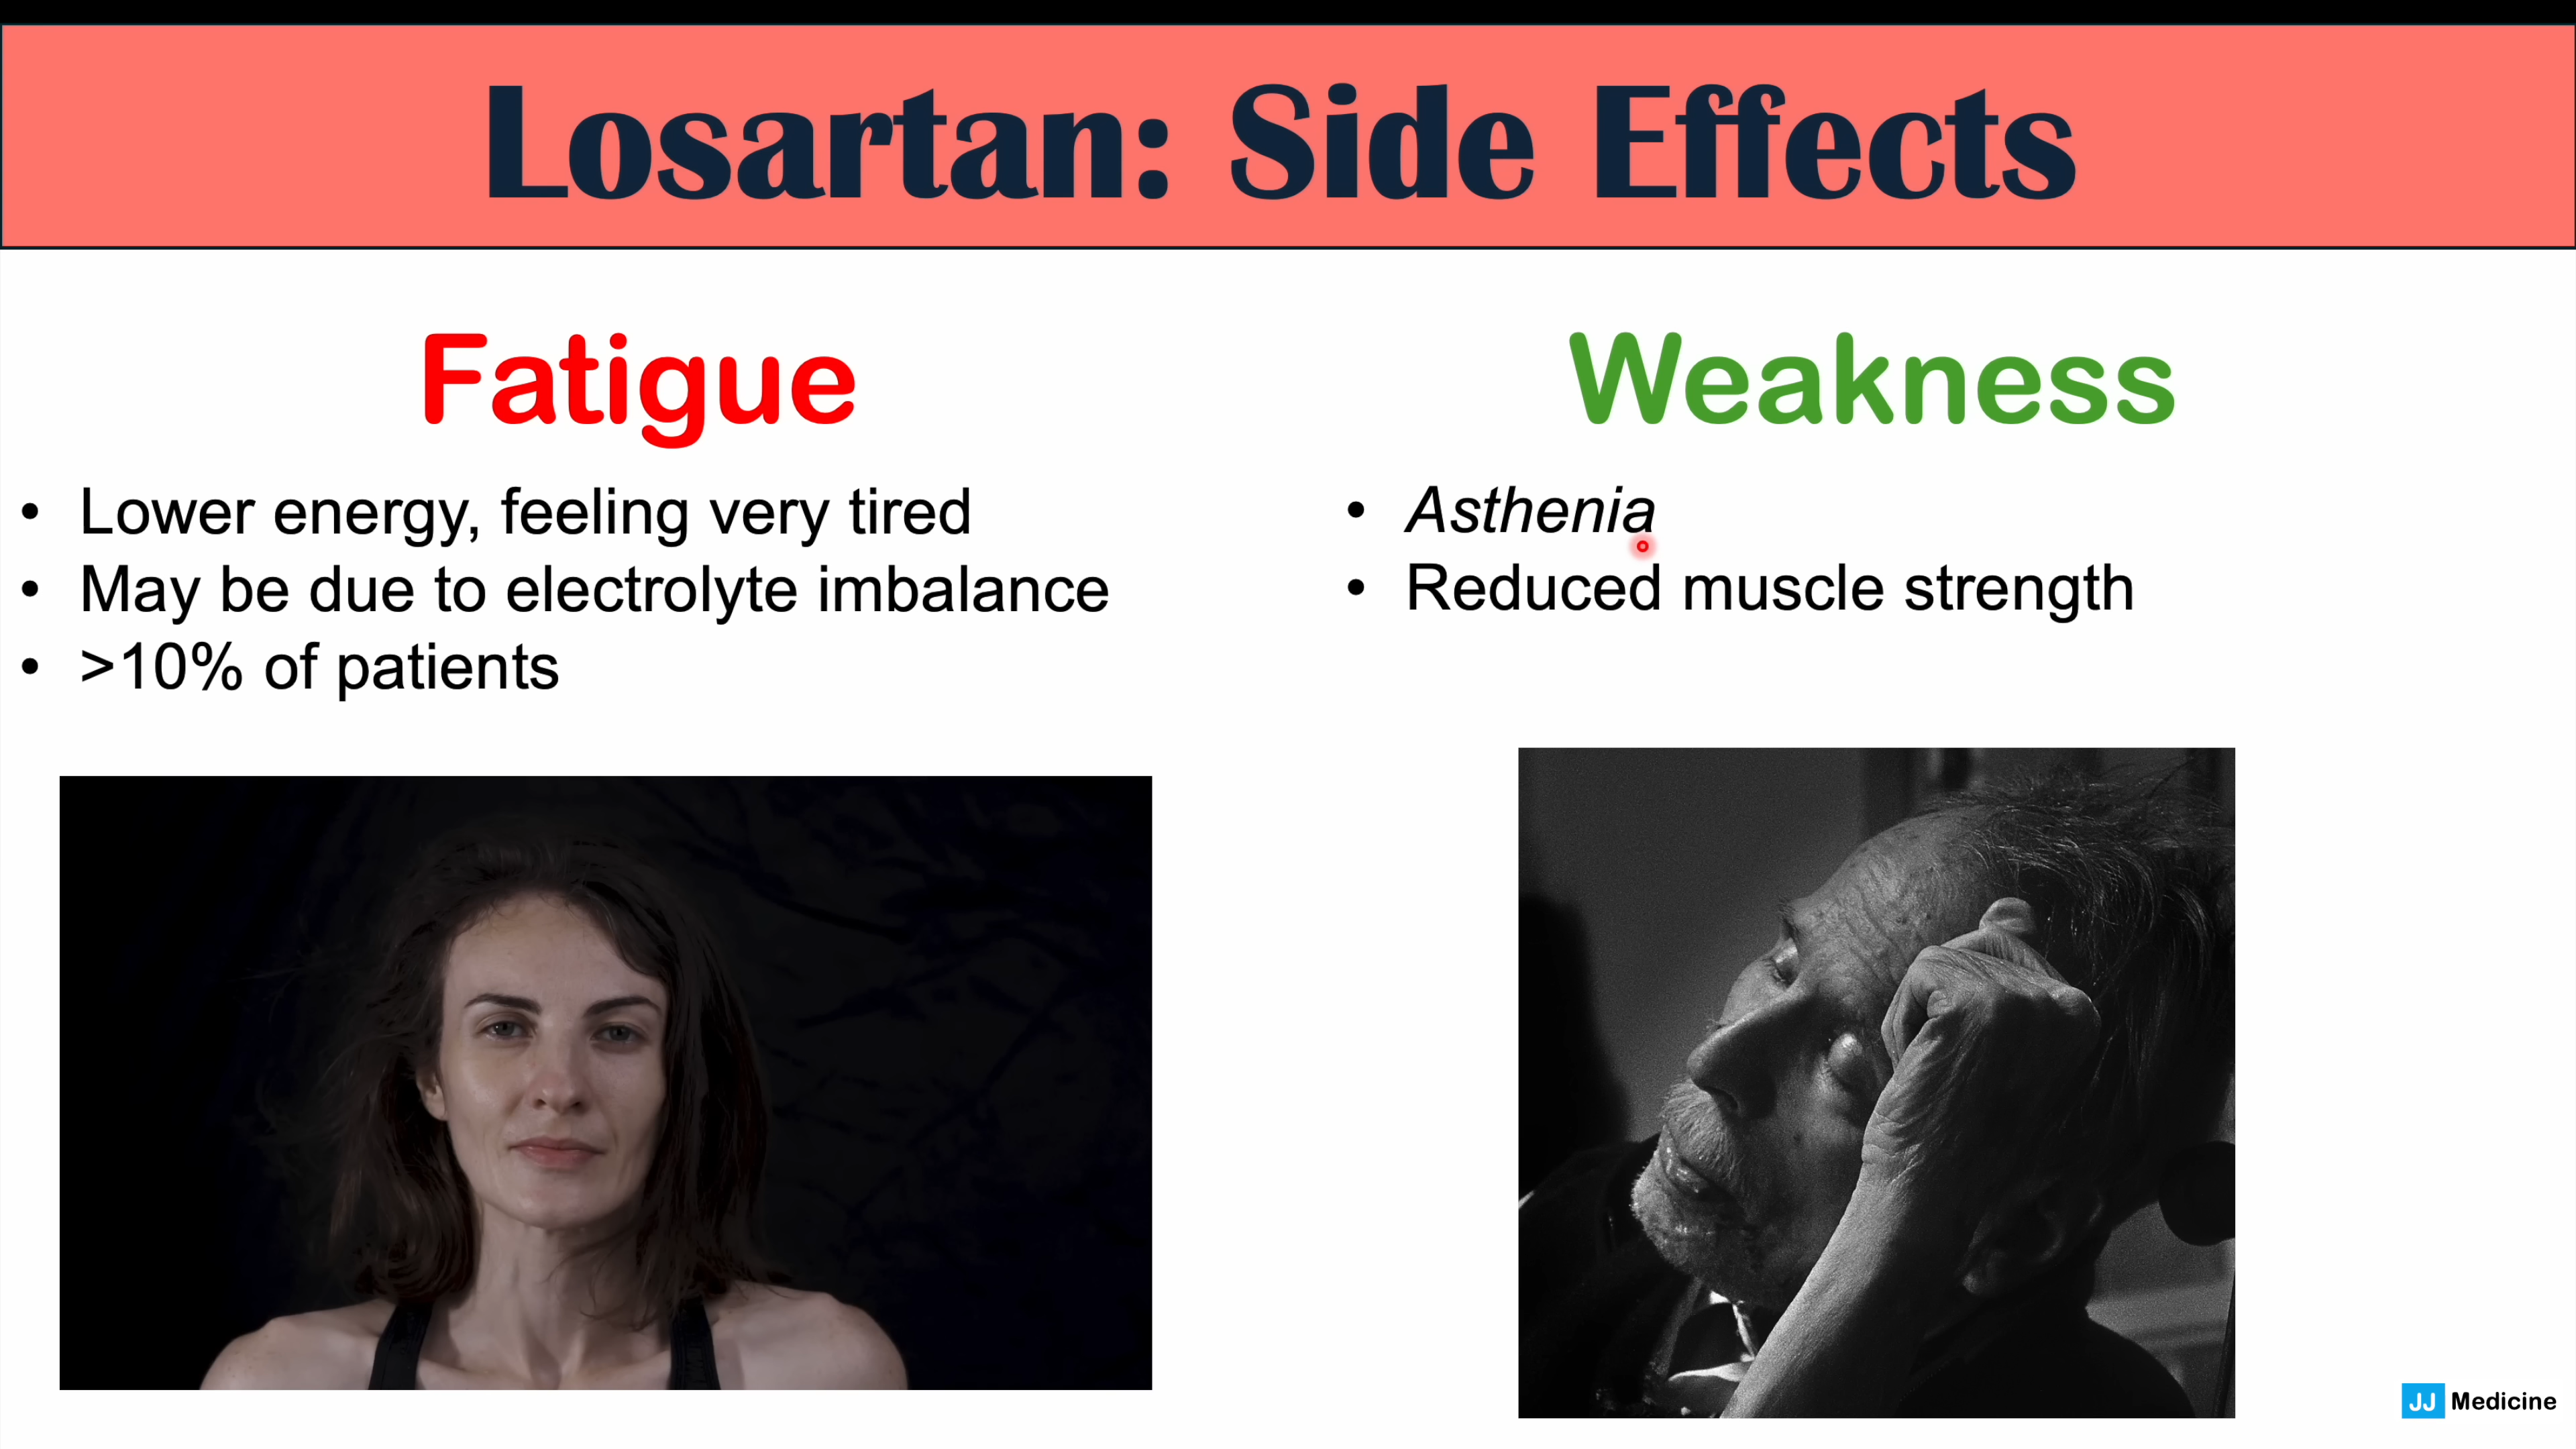 Losartan: Side Effects
Fatigue
• Lower energy, feeling very tired
• May be due to electrolyte imbalance
• >10% of patients
Weakness
• Asthenia
• Reduced muscle strength
JJ Medicine